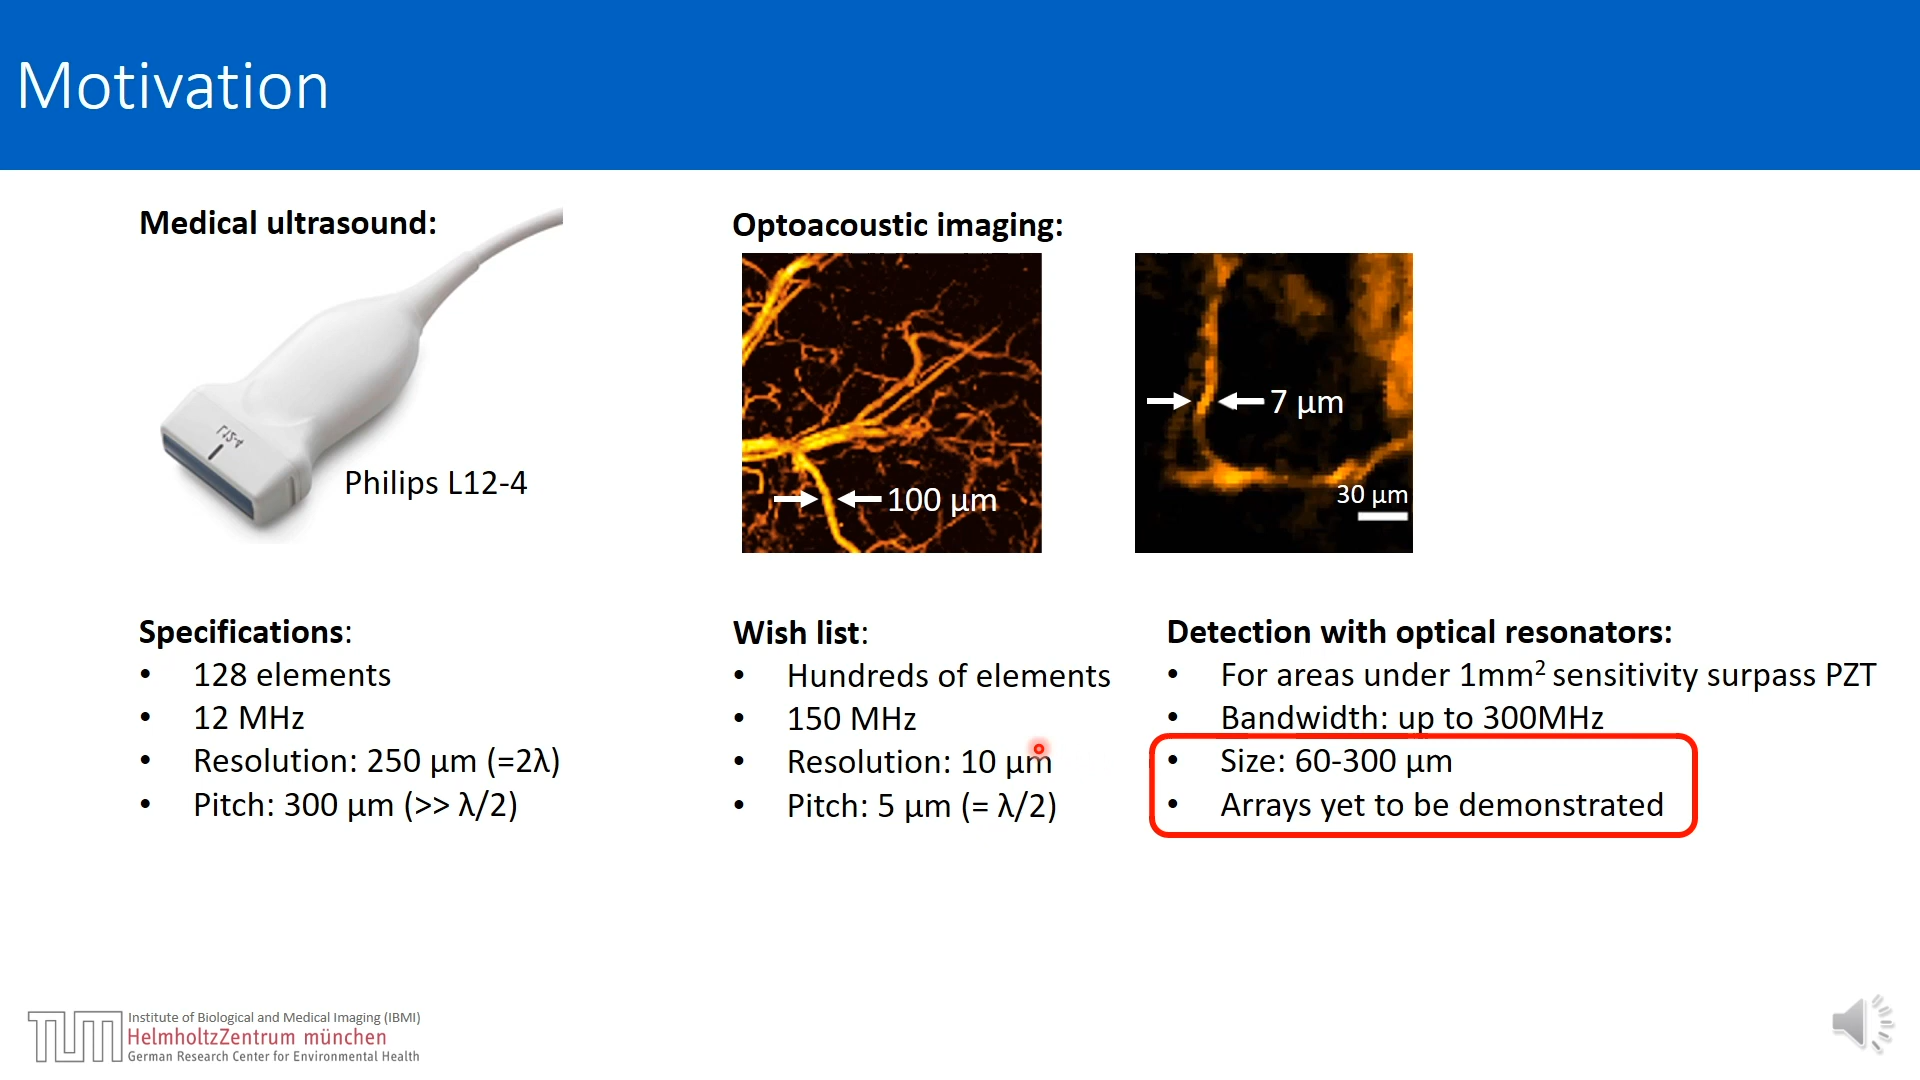 Motivation
Medical ultrasound:
L12-4
Philips L12-4
Optoacoustic imaging:
100 µm
7 µm
30 µm
Specifications:
• 128 elements
• 12 MHz
• Resolution: 250 µm (=2λ)
• Pitch: 300 µm (>> λ/2)
Wish list:
• Hundreds of elements
• 150 MHz
• Resolution: 10 µm
• Pitch: 5 µm (= λ/2)
Detection with optical resonators:
• For areas under 1mm² sensitivity surpass PZT
• Bandwidth: up to 300MHz
• Size: 60-300 µm
• Arrays yet to be demonstrated
TUM
Institute of Biological and Medical Imaging (IBMI)
HelmholtzZentrum münchen
German Research Center for Environmental Health